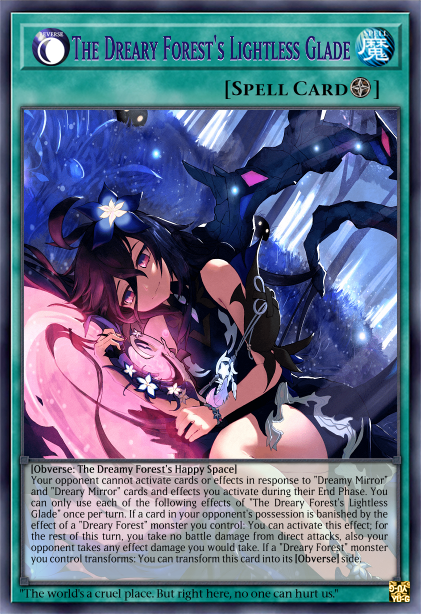 REVERSE
The Dreary Forest's Lightless Glade
SPELL
魔
[Spell Card]
[Obverse: The Dreamy Forest's Happy Space]
Your opponent cannot activate cards or effects in response to "Dreamy Mirror"
and "Dreary Mirror" cards and effects you activate during their End Phase. You
can only use each of the following effects of "The Dreary Forest's Lightless
Glade" once per turn. If a card in your opponent's possession is banished by the
effect of a "Dreary Forest" monster you control: You can activate this effect; for
the rest of this turn, you take no battle damage from direct attacks, also your
opponent takes any effect damage you would take. If a "Dreary Forest" monster
you control transforms: You can transform this card into its [Obverse] side.
"The world's a cruel place. But right here, no one can hurt us."